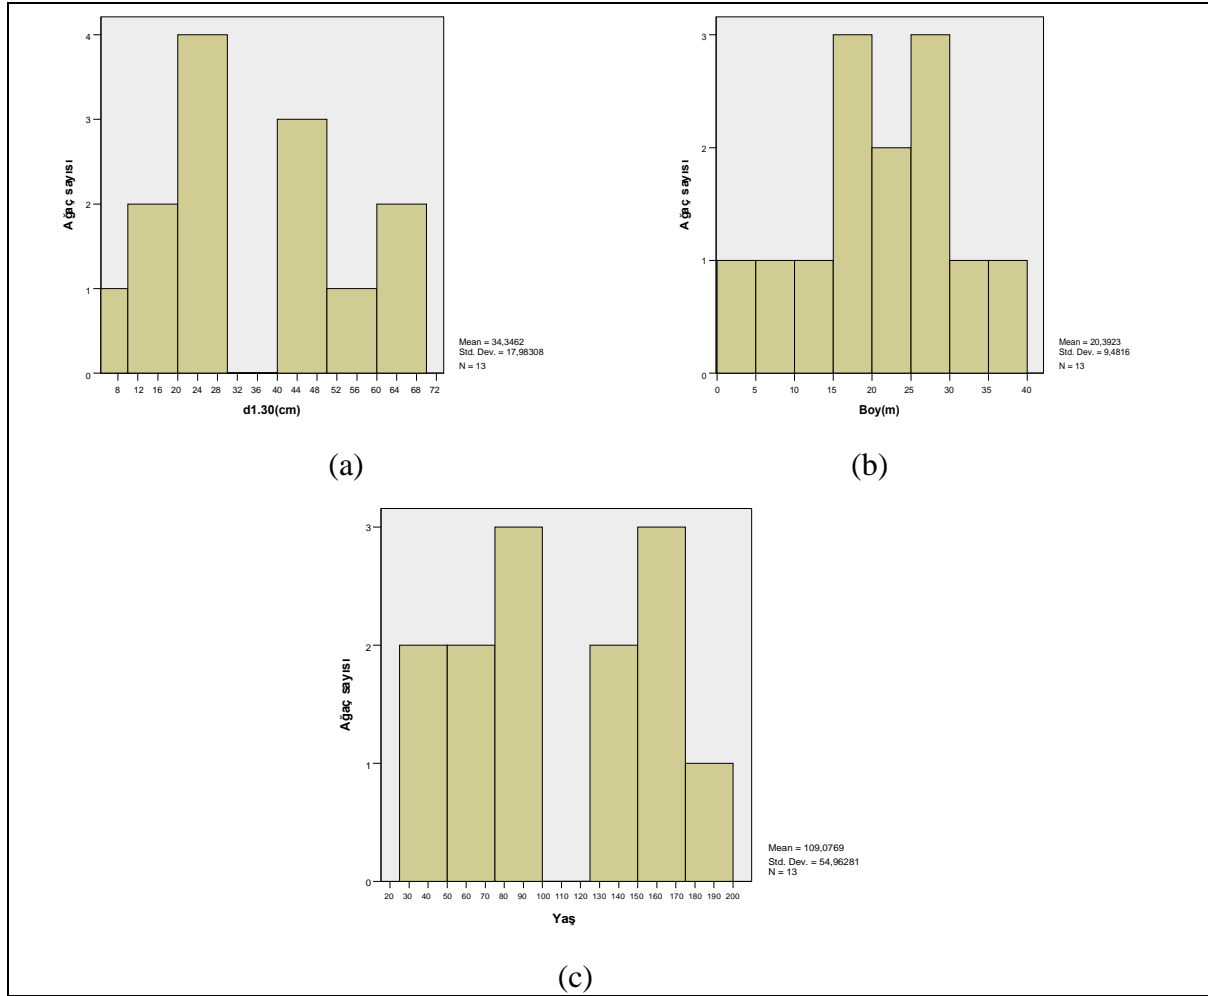 4
3
2
1
0
Ağaç sayısı
8 12 16 20 24 28 32 36 40 44 48 52 56 60 64 68 72
d1.30(cm)
Mean = 34,3462
Std. Dev. = 17,98308
N = 13
(a)
3
2
1
0
Ağaç sayısı
0 5 10 15 20 25 30 35 40
Boy(m)
Mean = 20,3923
Std. Dev. = 9,4816
N = 13
(b)
3
2
1
0
Ağaç sayısı
20 30 40 50 60 70 80 90 100 110 120 130 140 150 160 170 180 190 200
Yaş
Mean = 109,0769
Std. Dev. = 54,96281
N = 13
(c)